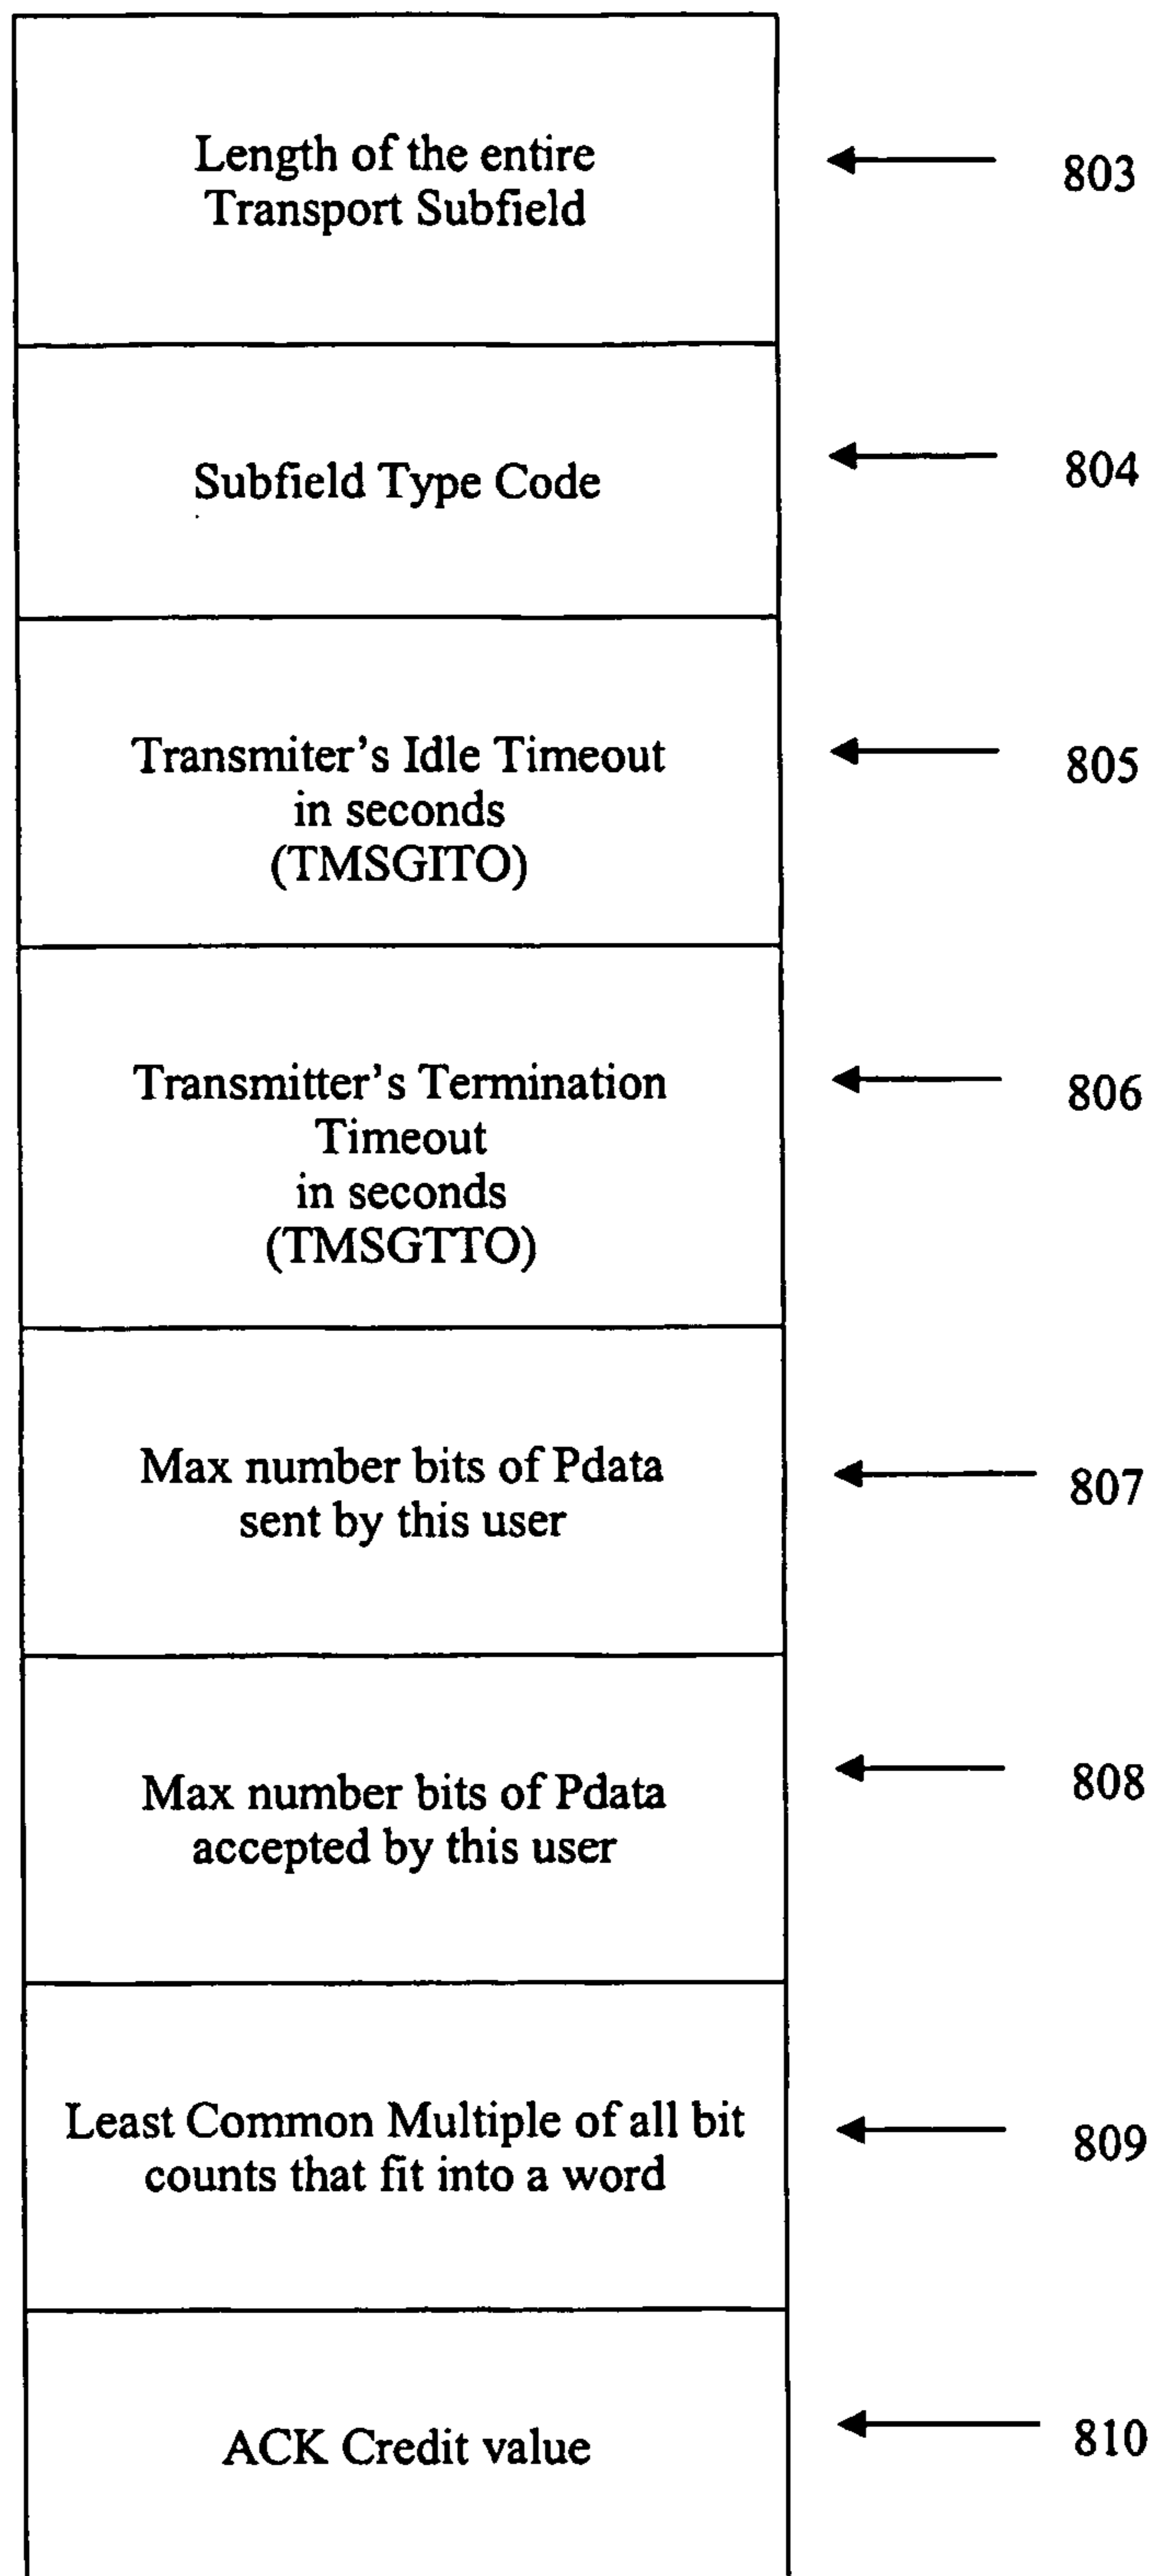 Length of the entire
Transport Subfield
803
Subfield Type Code
804
Transmiter's Idle Timeout
in seconds
(TMSGITO)
805
Transmitter's Termination
Timeout
in seconds
(TMSGTTO)
806
Max number bits of Pdata
sent by this user
807
Max number bits of Pdata
accepted by this user
808
Least Common Multiple of all bit
counts that fit into a word
809
ACK Credit value
810